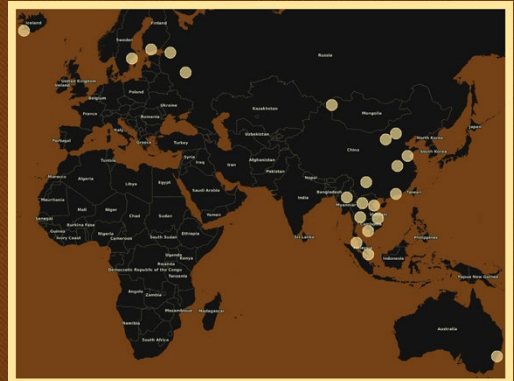 Iceland
Finland
Sweden
Russia
United Kingdom
Ireland
Poland
Belgium
Ukraine
France
Kazakhstan
Mongolia
Romania
Italy
Japan
Uzbekistan
North Korea
Portugal
Greece
Turkey
China
South Korea
Syria
Tunisia
Iraq
Iran
Afghanistan
Morocco
Algeria
Pakistan
Nepal
Libya
Egypt
Saudi Arabia
Bangladesh
Taiwan
Mauritania
India
Myanmar
Mali
Niger
Chad
Sudan
Yemen
Senegal
Burkina Faso
Guinea
Nigeria
Ethiopia
Ivory Coast
Cameroon
South Sudan
Sri Lanka
Philippines
Uganda
Kenya
Rwanda
Indonesia
Democratic Republic of the Congo
Tanzania
Papua New Guinea
Angola
Zambia
Mozambique
Madagascar
Namibia
Australia
South Africa